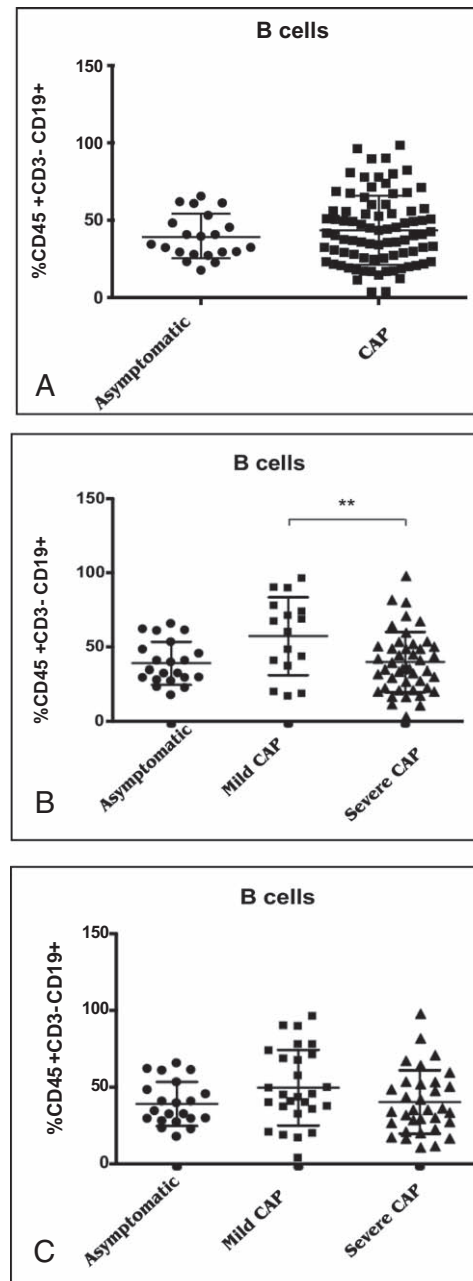 B cells
%CD45 +CD3- CD19+
150
100
50
0
Asymptomatic
CAP
A
B cells
%CD45 +CD3- CD19+
150
100
50
0
**
Asymptomatic
Mild CAP
Severe CAP
B
B cells
%CD45+CD3-CD19+
150
100
50
0
Asymptomatic
Mild CAP
Severe CAP
C